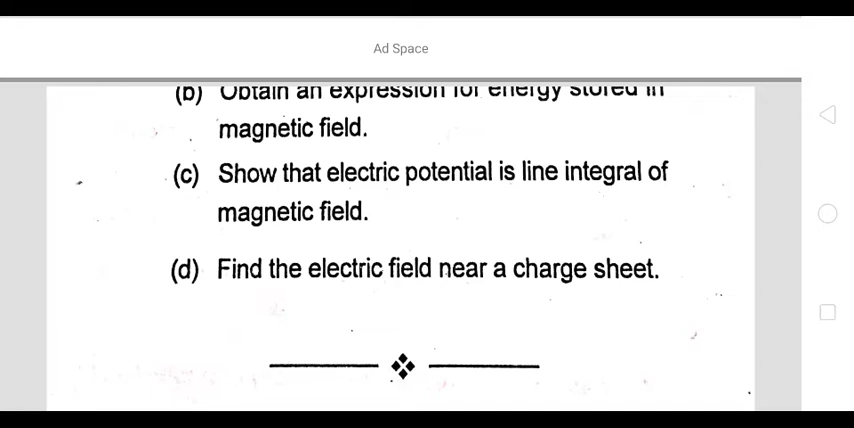 Ad Space
(b) Obtain an expression for energy stored in
magnetic field.
(c) Show that electric potential is line integral of
magnetic field.
(d) Find the electric field near a charge sheet.